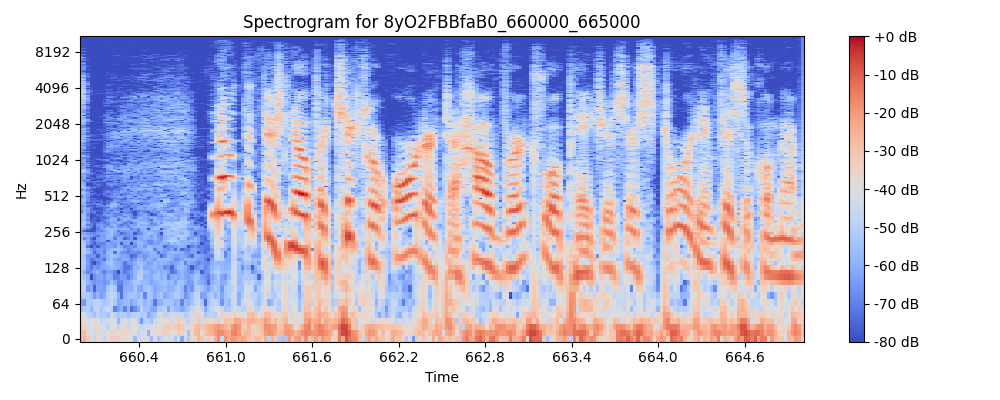 Spectrogram for 8yO2FBBfaB0_660000_665000
Hz
8192
4096
2048
1024
512
256
128
64
0
660.4 661.0 661.6 662.2 662.8 663.4 664.0 664.6
Time
+0 dB
-10 dB
-20 dB
-30 dB
-40 dB
-50 dB
-60 dB
-70 dB
-80 dB